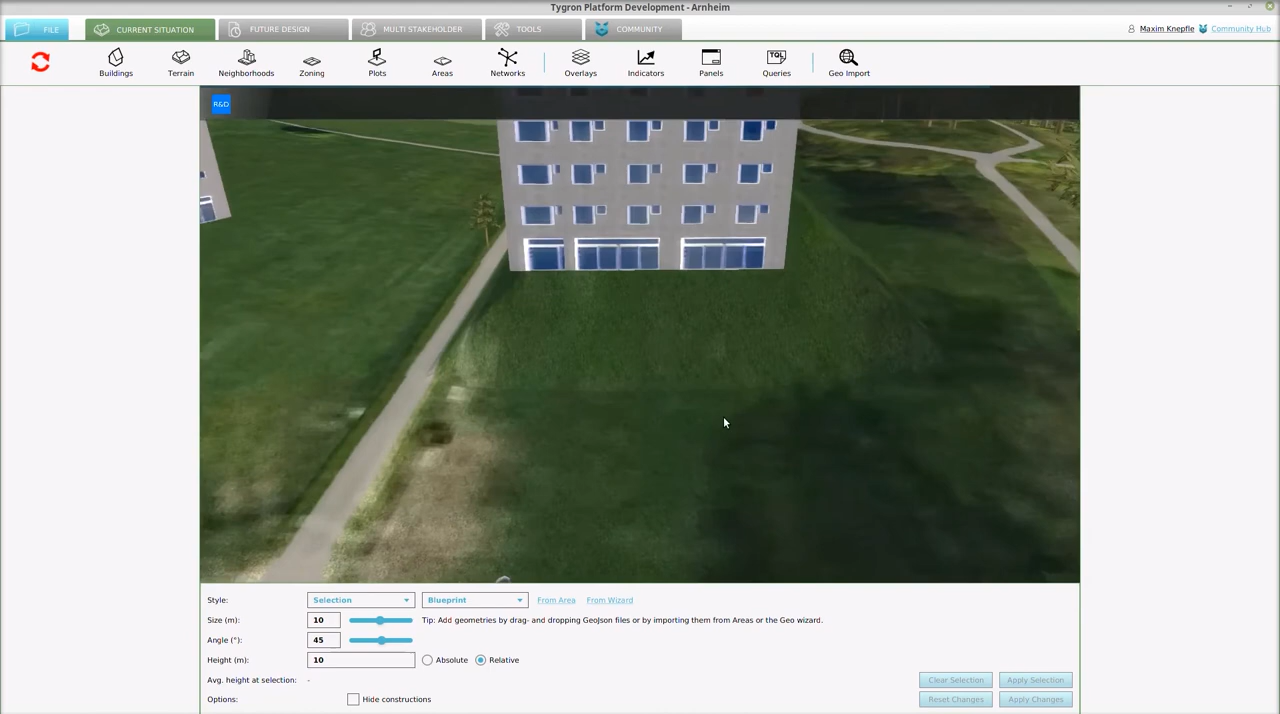 Tygron Platform Development - Arnheim
FILE CURRENT SITUATION FUTURE DESIGN MULTI STAKEHOLDER TOOLS COMMUNITY Maxim Knepfle Community Hub
Buildings Terrain Neighborhoods Zoning Plots Areas Networks Overlays Indicators Panels TQL Queries Geo Import
R&D
Style: Selection Blueprint From Area From Wizard
Size (m): 10 Tip: Add geometries by drag- and dropping GeoJson files or by importing them from Areas or the Geo wizard.
Angle (°): 45
Height (m): 10 Absolute Relative
Avg. height at selection: - Clear Selection Apply Selection
Options: Hide constructions Reset Changes Apply Changes